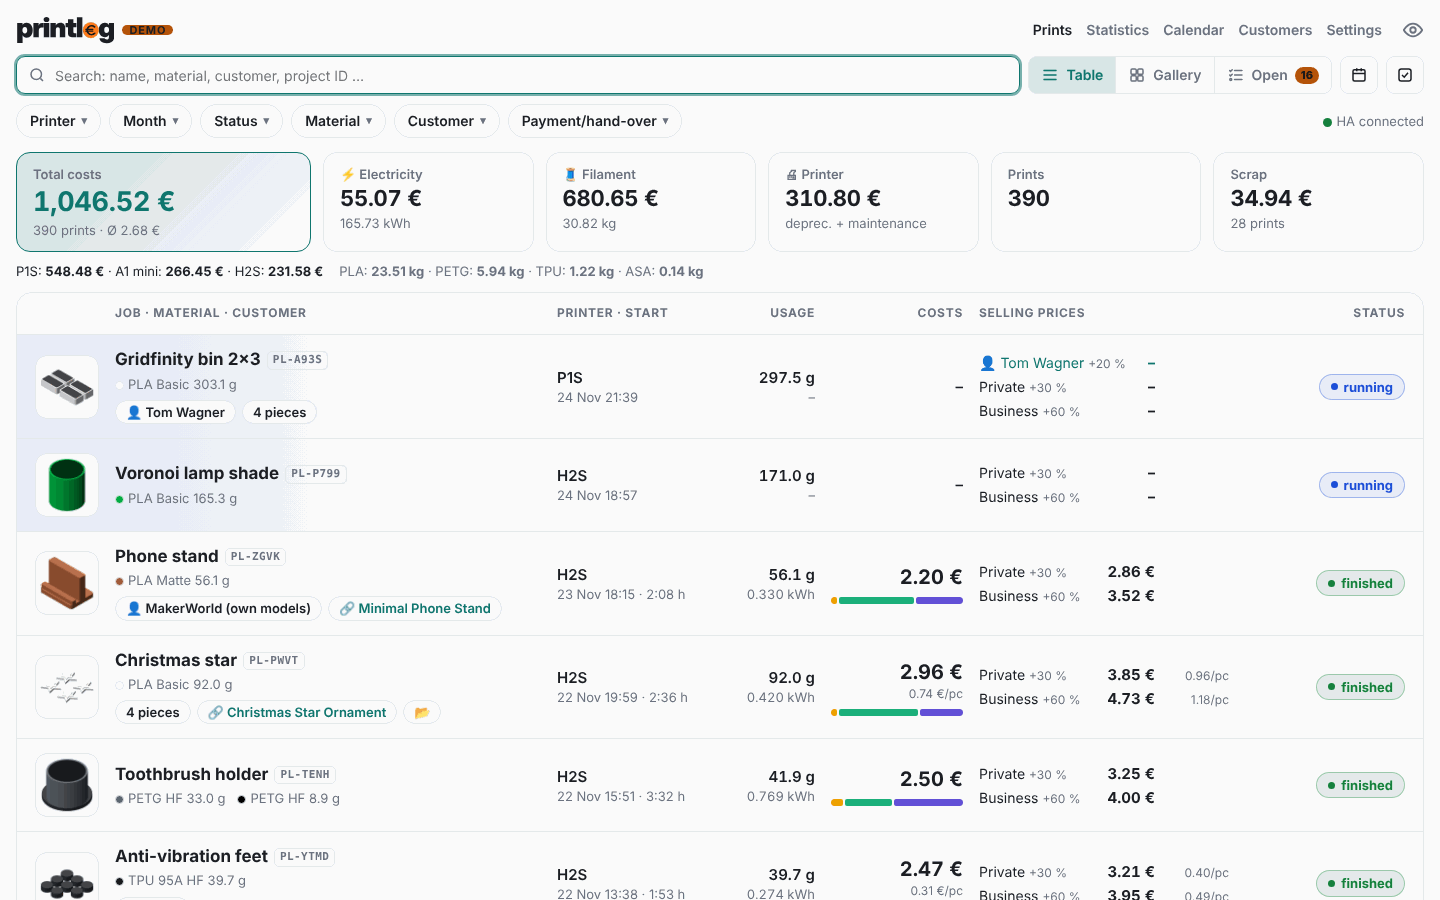 printl€g DEMO
Prints Statistics Calendar Customers Settings
Search: name, material, customer, project ID ...
Table Gallery Open 16
Printer ▾ Month ▾ Status ▾ Material ▾ Customer ▾ Payment/hand-over ▾
HA connected
Total costs
1,046.52 €
390 prints · Ø 2.68 €
⚡ Electricity
55.07 €
165.73 kWh
🧵 Filament
680.65 €
30.82 kg
🖨 Printer
310.80 €
deprec. + maintenance
Prints
390
Scrap
34.94 €
28 prints
P1S: 548.48 € · A1 mini: 266.45 € · H2S: 231.58 € PLA: 23.51 kg · PETG: 5.94 kg · TPU: 1.22 kg · ASA: 0.14 kg
JOB · MATERIAL · CUSTOMER PRINTER · START USAGE COSTS SELLING PRICES STATUS
Gridfinity bin 2×3 PL-A93S
PLA Basic 303.1 g
👤 Tom Wagner 4 pieces
P1S
24 Nov 21:39
297.5 g
–
–
👤 Tom Wagner +20 % –
Private +30 % –
Business +60 % –
running
Voronoi lamp shade PL-P799
PLA Basic 165.3 g
H2S
24 Nov 18:57
171.0 g
–
–
Private +30 % –
Business +60 % –
running
Phone stand PL-ZGVK
PLA Matte 56.1 g
👤 MakerWorld (own models) 🔗 Minimal Phone Stand
H2S
23 Nov 18:15 · 2:08 h
56.1 g
0.330 kWh
2.20 €
Private +30 % 2.86 €
Business +60 % 3.52 €
finished
Christmas star PL-PWVT
PLA Basic 92.0 g
4 pieces 🔗 Christmas Star Ornament 📂
H2S
22 Nov 19:59 · 2:36 h
92.0 g
0.420 kWh
2.96 €
0.74 €/pc
Private +30 % 3.85 € 0.96/pc
Business +60 % 4.73 € 1.18/pc
finished
Toothbrush holder PL-TENH
PETG HF 33.0 g PETG HF 8.9 g
H2S
22 Nov 15:51 · 3:32 h
41.9 g
0.769 kWh
2.50 €
Private +30 % 3.25 €
Business +60 % 4.00 €
finished
Anti-vibration feet PL-YTMD
TPU 95A HF 39.7 g
H2S
22 Nov 13:38 · 1:53 h
39.7 g
0.274 kWh
2.47 €
0.31 €/pc
Private +30 % 3.21 € 0.40/pc
Business +60 % 3.95 € 0.49/pc
finished